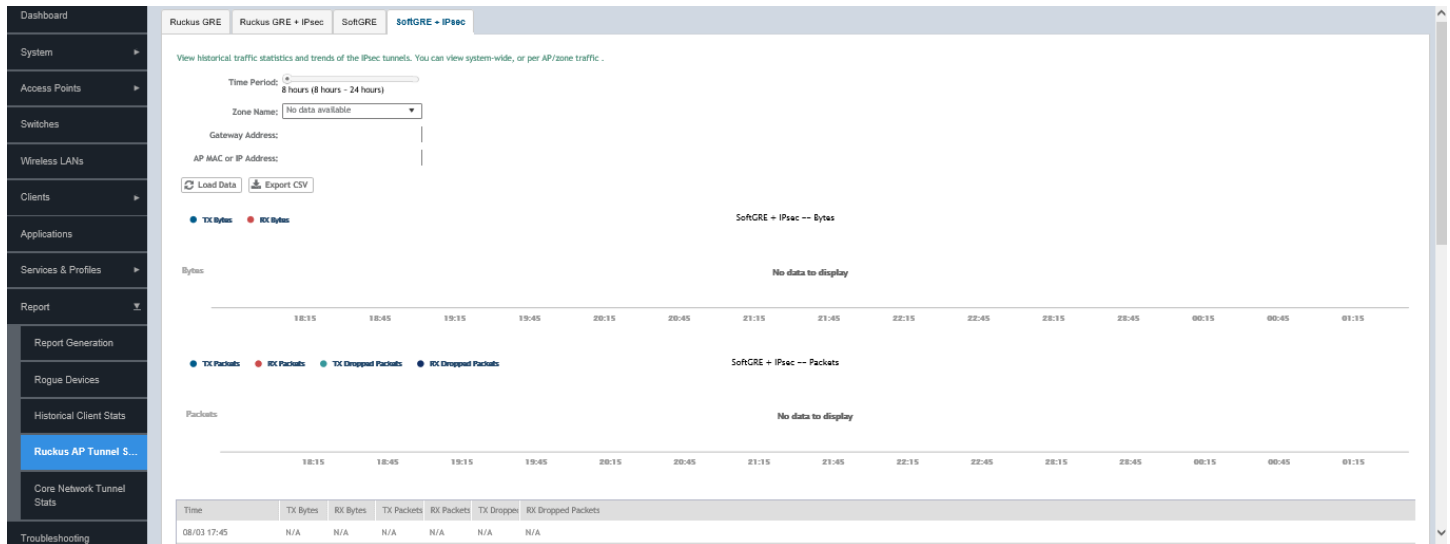 Dashboard
System
Access Points
Switches
Wireless LANs
Clients
Applications
Services & Profiles
Report
Report Generation
Rogue Devices
Historical Client Stats
Ruckus AP Tunnel S...
Core Network Tunnel
Stats
Troubleshooting
Ruckus GRE Ruckus GRE + IPsec SoftGRE SoftGRE + IPsec
View historical traffic statistics and trends of the IPsec tunnels. You can view system-wide, or per AP/zone traffic .
Time Period:
8 hours (8 hours - 24 hours)
Zone Name: No data available
Gateway Address:
AP MAC or IP Address:
Load Data Export CSV
TX Bytes RX Bytes SoftGRE + IPsec -- Bytes
Bytes No data to display
18:15 18:45 19:15 19:45 20:15 20:45 21:15 21:45 22:15 22:45 23:15 23:45 00:15 00:45 01:15
TX Packets RX Packets TX Dropped Packets RX Dropped Packets SoftGRE + IPsec -- Packets
Packets No data to display
18:15 18:45 19:15 19:45 20:15 20:45 21:15 21:45 22:15 22:45 23:15 23:45 00:15 00:45 01:15
Time TX Bytes RX Bytes TX Packets RX Packets TX Dropped RX Dropped Packets
08/03 17:45 N/A N/A N/A N/A N/A N/A